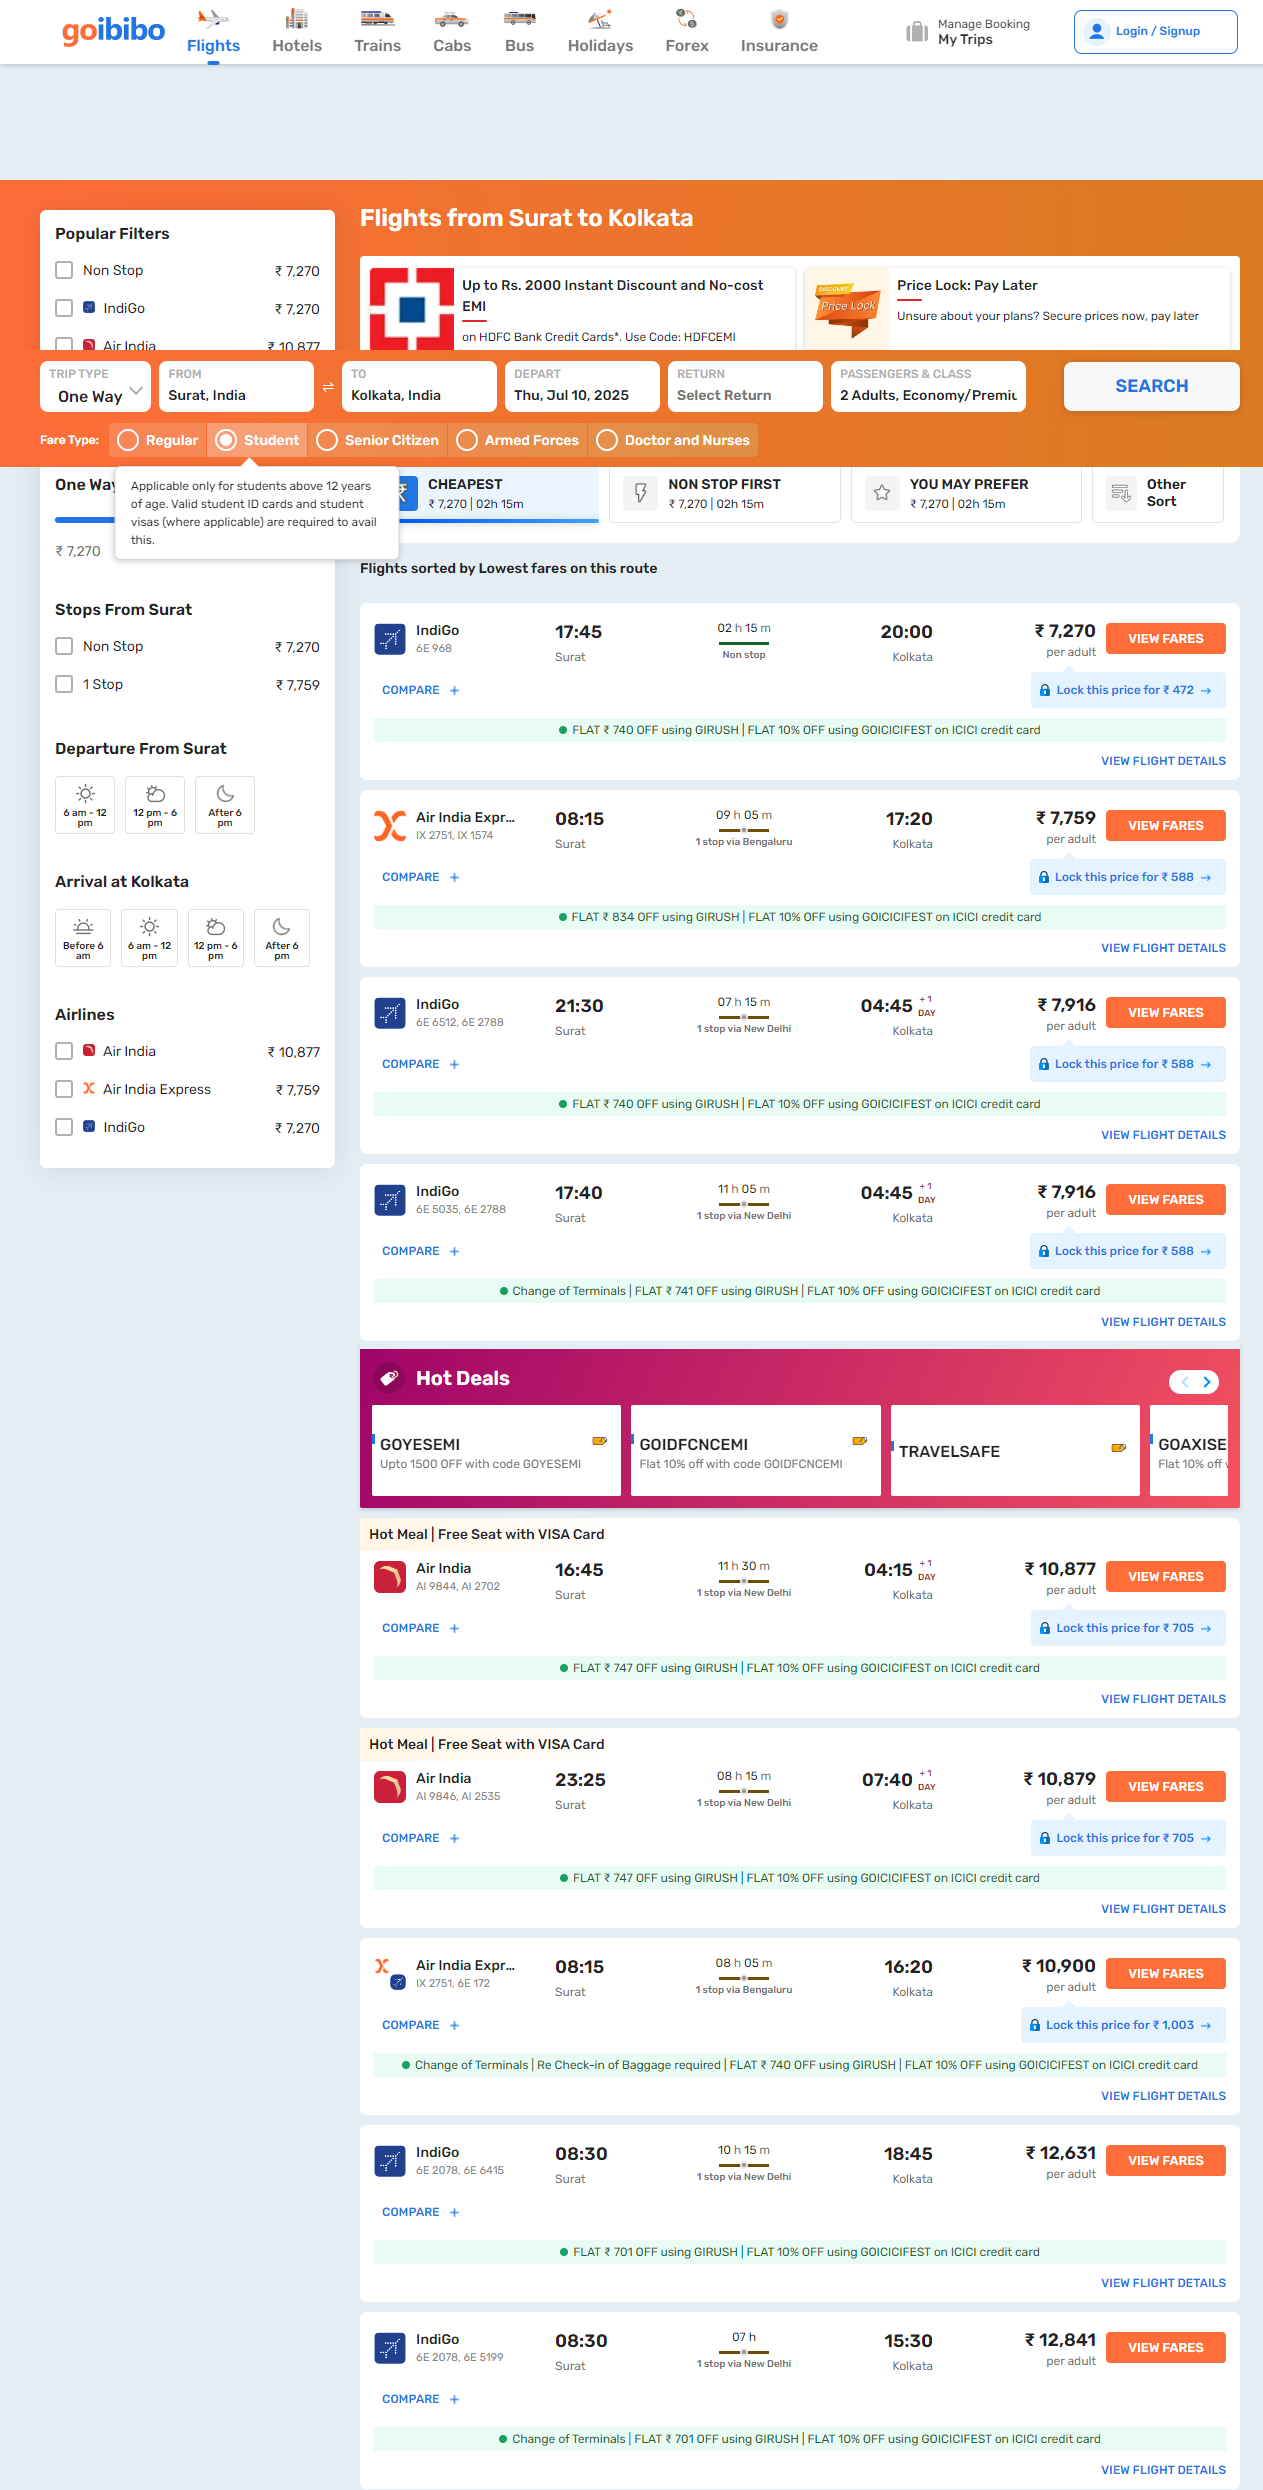 goibibo
Flights
Hotels
Trains
Cabs
Bus
Holidays
Forex
Insurance
Manage Booking
My Trips
Login / Signup
Popular Filters
Non Stop ₹ 7,270
IndiGo ₹ 7,270
Air India ₹ 10,877
Flights from Surat to Kolkata
Up to Rs. 2000 Instant Discount and No-cost
EMI
on HDFC Bank Credit Cards*. Use Code: HDFCEMI
DISCOUNT
Price Lock
Price Lock: Pay Later
Unsure about your plans? Secure prices now, pay later
TRIP TYPE
One Way
FROM
Surat, India
TO
Kolkata, India
DEPART
Thu, Jul 10, 2025
RETURN
Select Return
PASSENGERS & CLASS
2 Adults, Economy/Premiu
SEARCH
Fare Type: Regular Student Senior Citizen Armed Forces Doctor and Nurses
Applicable only for students above 12 years
of age. Valid student ID cards and student
visas (where applicable) are required to avail
this.
One Way
₹ 7,270
CHEAPEST
₹ 7,270 | 02h 15m
NON STOP FIRST
₹ 7,270 | 02h 15m
YOU MAY PREFER
₹ 7,270 | 02h 15m
Other
Sort
Stops From Surat
Non Stop ₹ 7,270
1 Stop ₹ 7,759
Departure From Surat
6 am - 12
pm
12 pm - 6
pm
After 6
pm
Arrival at Kolkata
Before 6
am
6 am - 12
pm
12 pm - 6
pm
After 6
pm
Airlines
Air India ₹ 10,877
Air India Express ₹ 7,759
IndiGo ₹ 7,270
Flights sorted by Lowest fares on this route
IndiGo 17:45 02 h 15 m 20:00 ₹ 7,270 VIEW FARES
6E 968 Surat Non stop Kolkata per adult
COMPARE + Lock this price for ₹ 472 →
FLAT ₹ 740 OFF using GIRUSH | FLAT 10% OFF using GOICICIFEST on ICICI credit card
VIEW FLIGHT DETAILS
Air India Expr... 08:15 09 h 05 m 17:20 ₹ 7,759 VIEW FARES
IX 2751, IX 1574 Surat 1 stop via Bengaluru Kolkata per adult
COMPARE + Lock this price for ₹ 588 →
FLAT ₹ 834 OFF using GIRUSH | FLAT 10% OFF using GOICICIFEST on ICICI credit card
VIEW FLIGHT DETAILS
IndiGo 21:30 07 h 15 m 04:45 +1 DAY ₹ 7,916 VIEW FARES
6E 6512, 6E 2788 Surat 1 stop via New Delhi Kolkata per adult
COMPARE + Lock this price for ₹ 588 →
FLAT ₹ 740 OFF using GIRUSH | FLAT 10% OFF using GOICICIFEST on ICICI credit card
VIEW FLIGHT DETAILS
IndiGo 17:40 11 h 05 m 04:45 +1 DAY ₹ 7,916 VIEW FARES
6E 5035, 6E 2788 Surat 1 stop via New Delhi Kolkata per adult
COMPARE + Lock this price for ₹ 588 →
Change of Terminals | FLAT ₹ 741 OFF using GIRUSH | FLAT 10% OFF using GOICICIFEST on ICICI credit card
VIEW FLIGHT DETAILS
Hot Deals
GOYESEMI
Upto 1500 OFF with code GOYESEMI
GOIDFCNCEMI
Flat 10% off with code GOIDFCNCEMI
TRAVELSAFE
GOAXISE
Flat 10% off
Hot Meal | Free Seat with VISA Card
Air India 16:45 11 h 30 m 04:15 +1 DAY ₹ 10,877 VIEW FARES
AI 9844, AI 2702 Surat 1 stop via New Delhi Kolkata per adult
COMPARE + Lock this price for ₹ 705 →
FLAT ₹ 747 OFF using GIRUSH | FLAT 10% OFF using GOICICIFEST on ICICI credit card
VIEW FLIGHT DETAILS
Hot Meal | Free Seat with VISA Card
Air India 23:25 08 h 15 m 07:40 +1 DAY ₹ 10,879 VIEW FARES
AI 9846, AI 2535 Surat 1 stop via New Delhi Kolkata per adult
COMPARE + Lock this price for ₹ 705 →
FLAT ₹ 747 OFF using GIRUSH | FLAT 10% OFF using GOICICIFEST on ICICI credit card
VIEW FLIGHT DETAILS
Air India Expr... 08:15 08 h 05 m 16:20 ₹ 10,900 VIEW FARES
IX 2751, 6E 172 Surat 1 stop via Bengaluru Kolkata per adult
COMPARE + Lock this price for ₹ 1,003 →
Change of Terminals | Re Check-in of Baggage required | FLAT ₹ 740 OFF using GIRUSH | FLAT 10% OFF using GOICICIFEST on ICICI credit card
VIEW FLIGHT DETAILS
IndiGo 08:30 10 h 15 m 18:45 ₹ 12,631 VIEW FARES
6E 2078, 6E 6415 Surat 1 stop via New Delhi Kolkata per adult
COMPARE +
FLAT ₹ 701 OFF using GIRUSH | FLAT 10% OFF using GOICICIFEST on ICICI credit card
VIEW FLIGHT DETAILS
IndiGo 08:30 07 h 15:30 ₹ 12,841 VIEW FARES
6E 2078, 6E 5199 Surat 1 stop via New Delhi Kolkata per adult
COMPARE +
Change of Terminals | FLAT ₹ 701 OFF using GIRUSH | FLAT 10% OFF using GOICICIFEST on ICICI credit card
VIEW FLIGHT DETAILS